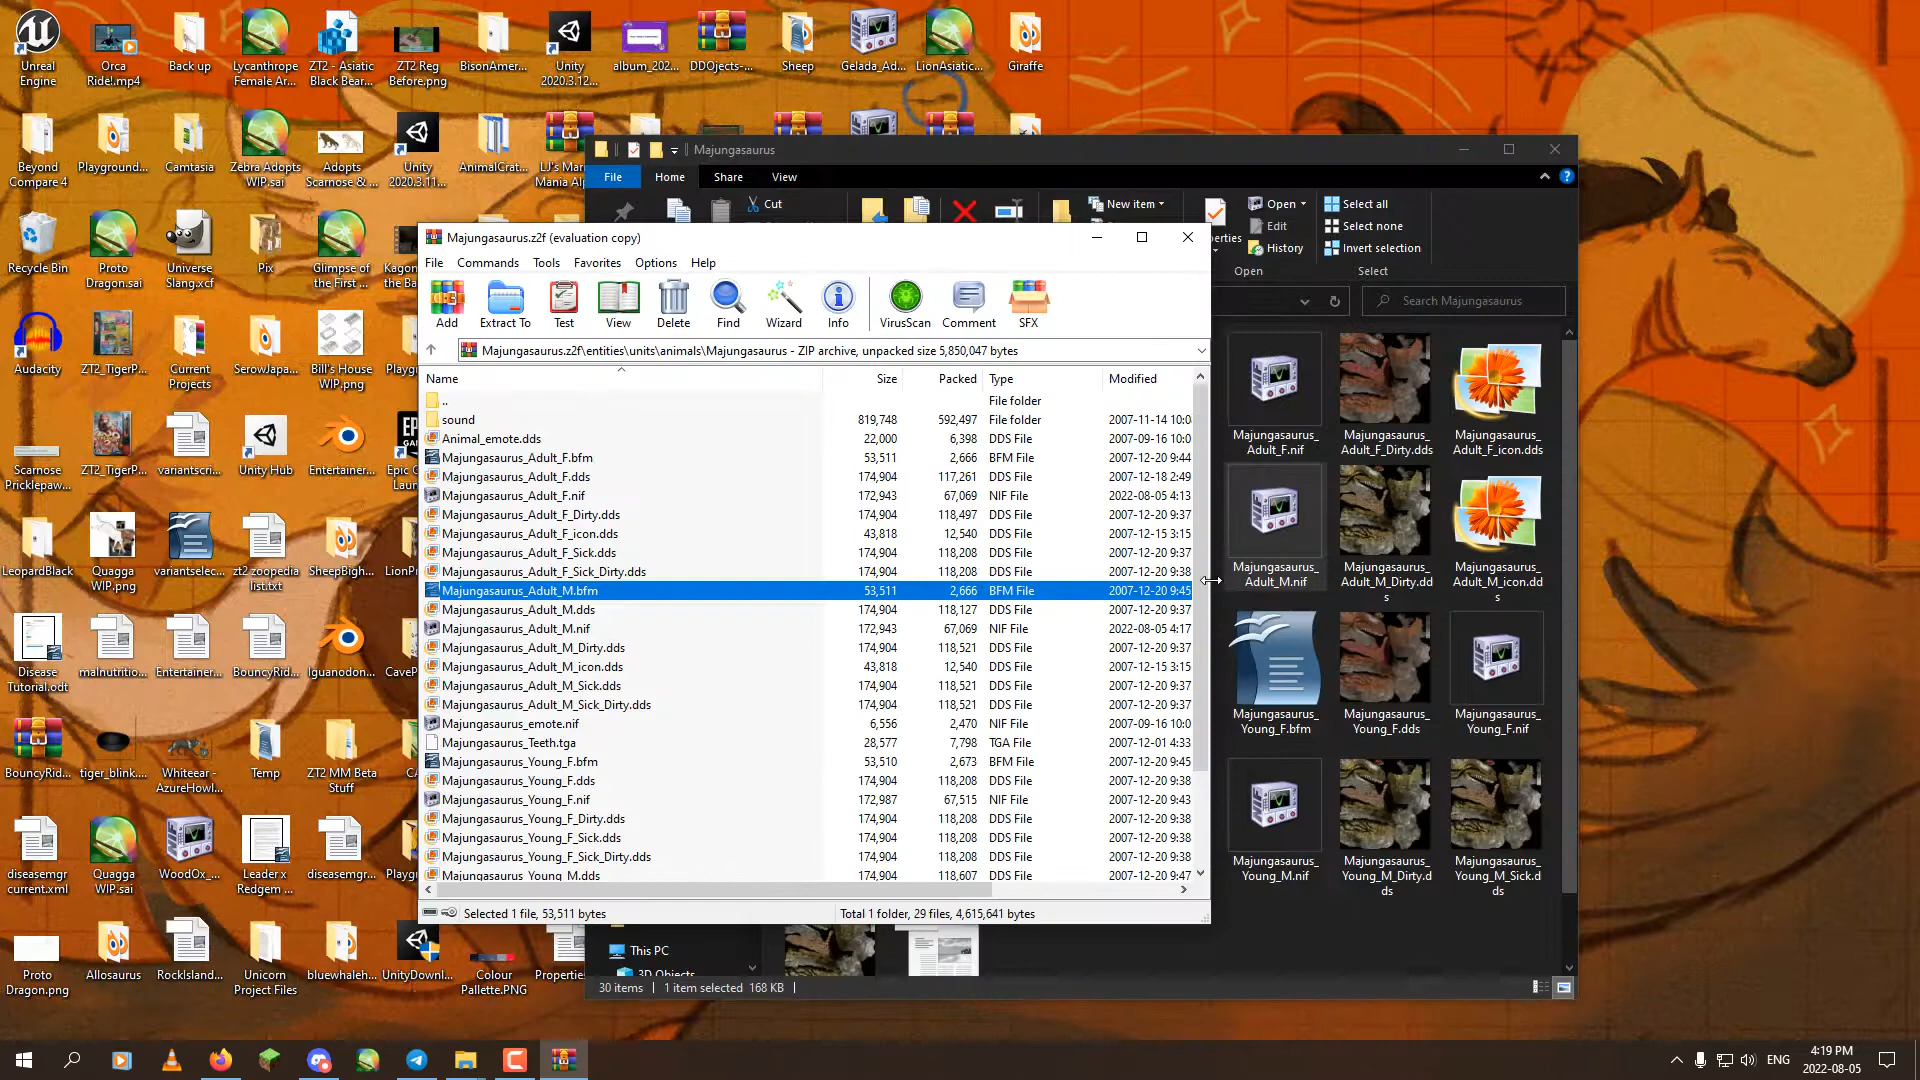 Unreal Engine
Orca Ride!.mp4
Back up
Lycanthrope Female Ar...
ZT2 - Asiatic Black Bear...
ZT2 Reg Before.png
BisonAmer...
Unity 2020.3.12...
album_202...
DDOjects-...
Sheep
Gelada_Ad...
LionAsiatic...
Giraffe
Beyond Compare 4
Playground...
Camtasia
Zebra Adopts WIP.sai
Adopts Scarnose & ...
Unity 2020.3.11...
AnimalCrat...
LJ's Mar
Mania Al
Recycle Bin
Proto Dragon.sai
Universe Slang.xcf
Pix
Glimpse of the First ...
Kagon
the Ba
Audacity
ZT2_TigerP...
Current Projects
SerowJapa...
Bill's House WIP.png
Playg
Scarnose Pricklepaw...
ZT2_TigerP...
variantscri...
Unity Hub
Entertainer...
Epic G
Laun
LeopardBlack
Quagga WIP.png
variantselec...
zt2 zoopedia list.txt
SheepBigh...
LionPr
Disease Tutorial.odt
malnutritio...
Entertainer...
BouncyRid...
Iguanodon...
CaveP
BouncyRid...
tiger_blink....
Whiteear - AzureHowl...
Temp
ZT2 MM Beta Stuff
CA
diseasemgr current.xml
Quagga WIP.sai
WoodOx_...
Leader x Redgem ...
diseasemgr...
Playg
Proto Dragon.png
Allosaurus
RockIsland...
Unicorn Project Files
bluewhaleh...
UnityDownl...
Colour Pallette.PNG
Properties
Majungasaurus
File Home Share View
Cut
New item
Open
Edit
History
perties
Open
Select all
Select none
Invert selection
Select
Search Majungasaurus
Majungasaurus.z2f (evaluation copy)
File Commands Tools Favorites Options Help
Add Extract To Test View Delete Find Wizard Info VirusScan Comment SFX
Majungasaurus.z2f\entities\units\animals\Majungasaurus - ZIP archive, unpacked size 5,850,047 bytes
Name Size Packed Type Modified
.. File folder
sound 819,748 592,497 File folder 2007-11-14 10:0
Animal_emote.dds 22,000 6,398 DDS File 2007-09-16 10:0
Majungasaurus_Adult_F.bfm 53,511 2,666 BFM File 2007-12-20 9:44
Majungasaurus_Adult_F.dds 174,904 117,261 DDS File 2007-12-18 2:49
Majungasaurus_Adult_F.nif 172,943 67,069 NIF File 2022-08-05 4:13
Majungasaurus_Adult_F_Dirty.dds 174,904 118,497 DDS File 2007-12-20 9:37
Majungasaurus_Adult_F_icon.dds 43,818 12,540 DDS File 2007-12-15 3:15
Majungasaurus_Adult_F_Sick.dds 174,904 118,208 DDS File 2007-12-20 9:37
Majungasaurus_Adult_F_Sick_Dirty.dds 174,904 118,208 DDS File 2007-12-20 9:38
Majungasaurus_Adult_M.bfm 53,511 2,666 BFM File 2007-12-20 9:45
Majungasaurus_Adult_M.dds 174,904 118,127 DDS File 2007-12-20 9:37
Majungasaurus_Adult_M.nif 172,943 67,069 NIF File 2022-08-05 4:17
Majungasaurus_Adult_M_Dirty.dds 174,904 118,521 DDS File 2007-12-20 9:37
Majungasaurus_Adult_M_icon.dds 43,818 12,540 DDS File 2007-12-15 3:15
Majungasaurus_Adult_M_Sick.dds 174,904 118,521 DDS File 2007-12-20 9:37
Majungasaurus_Adult_M_Sick_Dirty.dds 174,904 118,521 DDS File 2007-12-20 9:37
Majungasaurus_emote.nif 6,556 2,470 NIF File 2007-09-16 10:0
Majungasaurus_Teeth.tga 28,577 7,798 TGA File 2007-12-01 4:33
Majungasaurus_Young_F.bfm 53,510 2,673 BFM File 2007-12-20 9:45
Majungasaurus_Young_F.dds 174,904 118,208 DDS File 2007-12-20 9:38
Majungasaurus_Young_F.nif 172,987 67,515 NIF File 2007-12-20 9:43
Majungasaurus_Young_F_Dirty.dds 174,904 118,208 DDS File 2007-12-20 9:38
Majungasaurus_Young_F_Sick.dds 174,904 118,208 DDS File 2007-12-20 9:38
Majungasaurus_Young_F_Sick_Dirty.dds 174,904 118,208 DDS File 2007-12-20 9:38
Majungasaurus_Young_M.dds 174,904 118,607 DDS File 2007-12-20 9:47
Selected 1 file, 53,511 bytes
Total 1 folder, 29 files, 4,615,641 bytes
Majungasaurus_Adult_F.nif
Majungasaurus_Adult_F_Dirty.dds
Majungasaurus_Adult_F_icon.dds
Majungasaurus_Adult_M.nif
Majungasaurus_Adult_M_Dirty.dds
Majungasaurus_Adult_M_icon.dds
Majungasaurus_Young_F.bfm
Majungasaurus_Young_F.dds
Majungasaurus_Young_F.nif
Majungasaurus_Young_M.nif
Majungasaurus_Young_M_Dirty.dds
Majungasaurus_Young_M_Sick.dds
This PC
3D Objects
30 items 1 item selected 168 KB
ENG
4:19 PM
2022-08-05